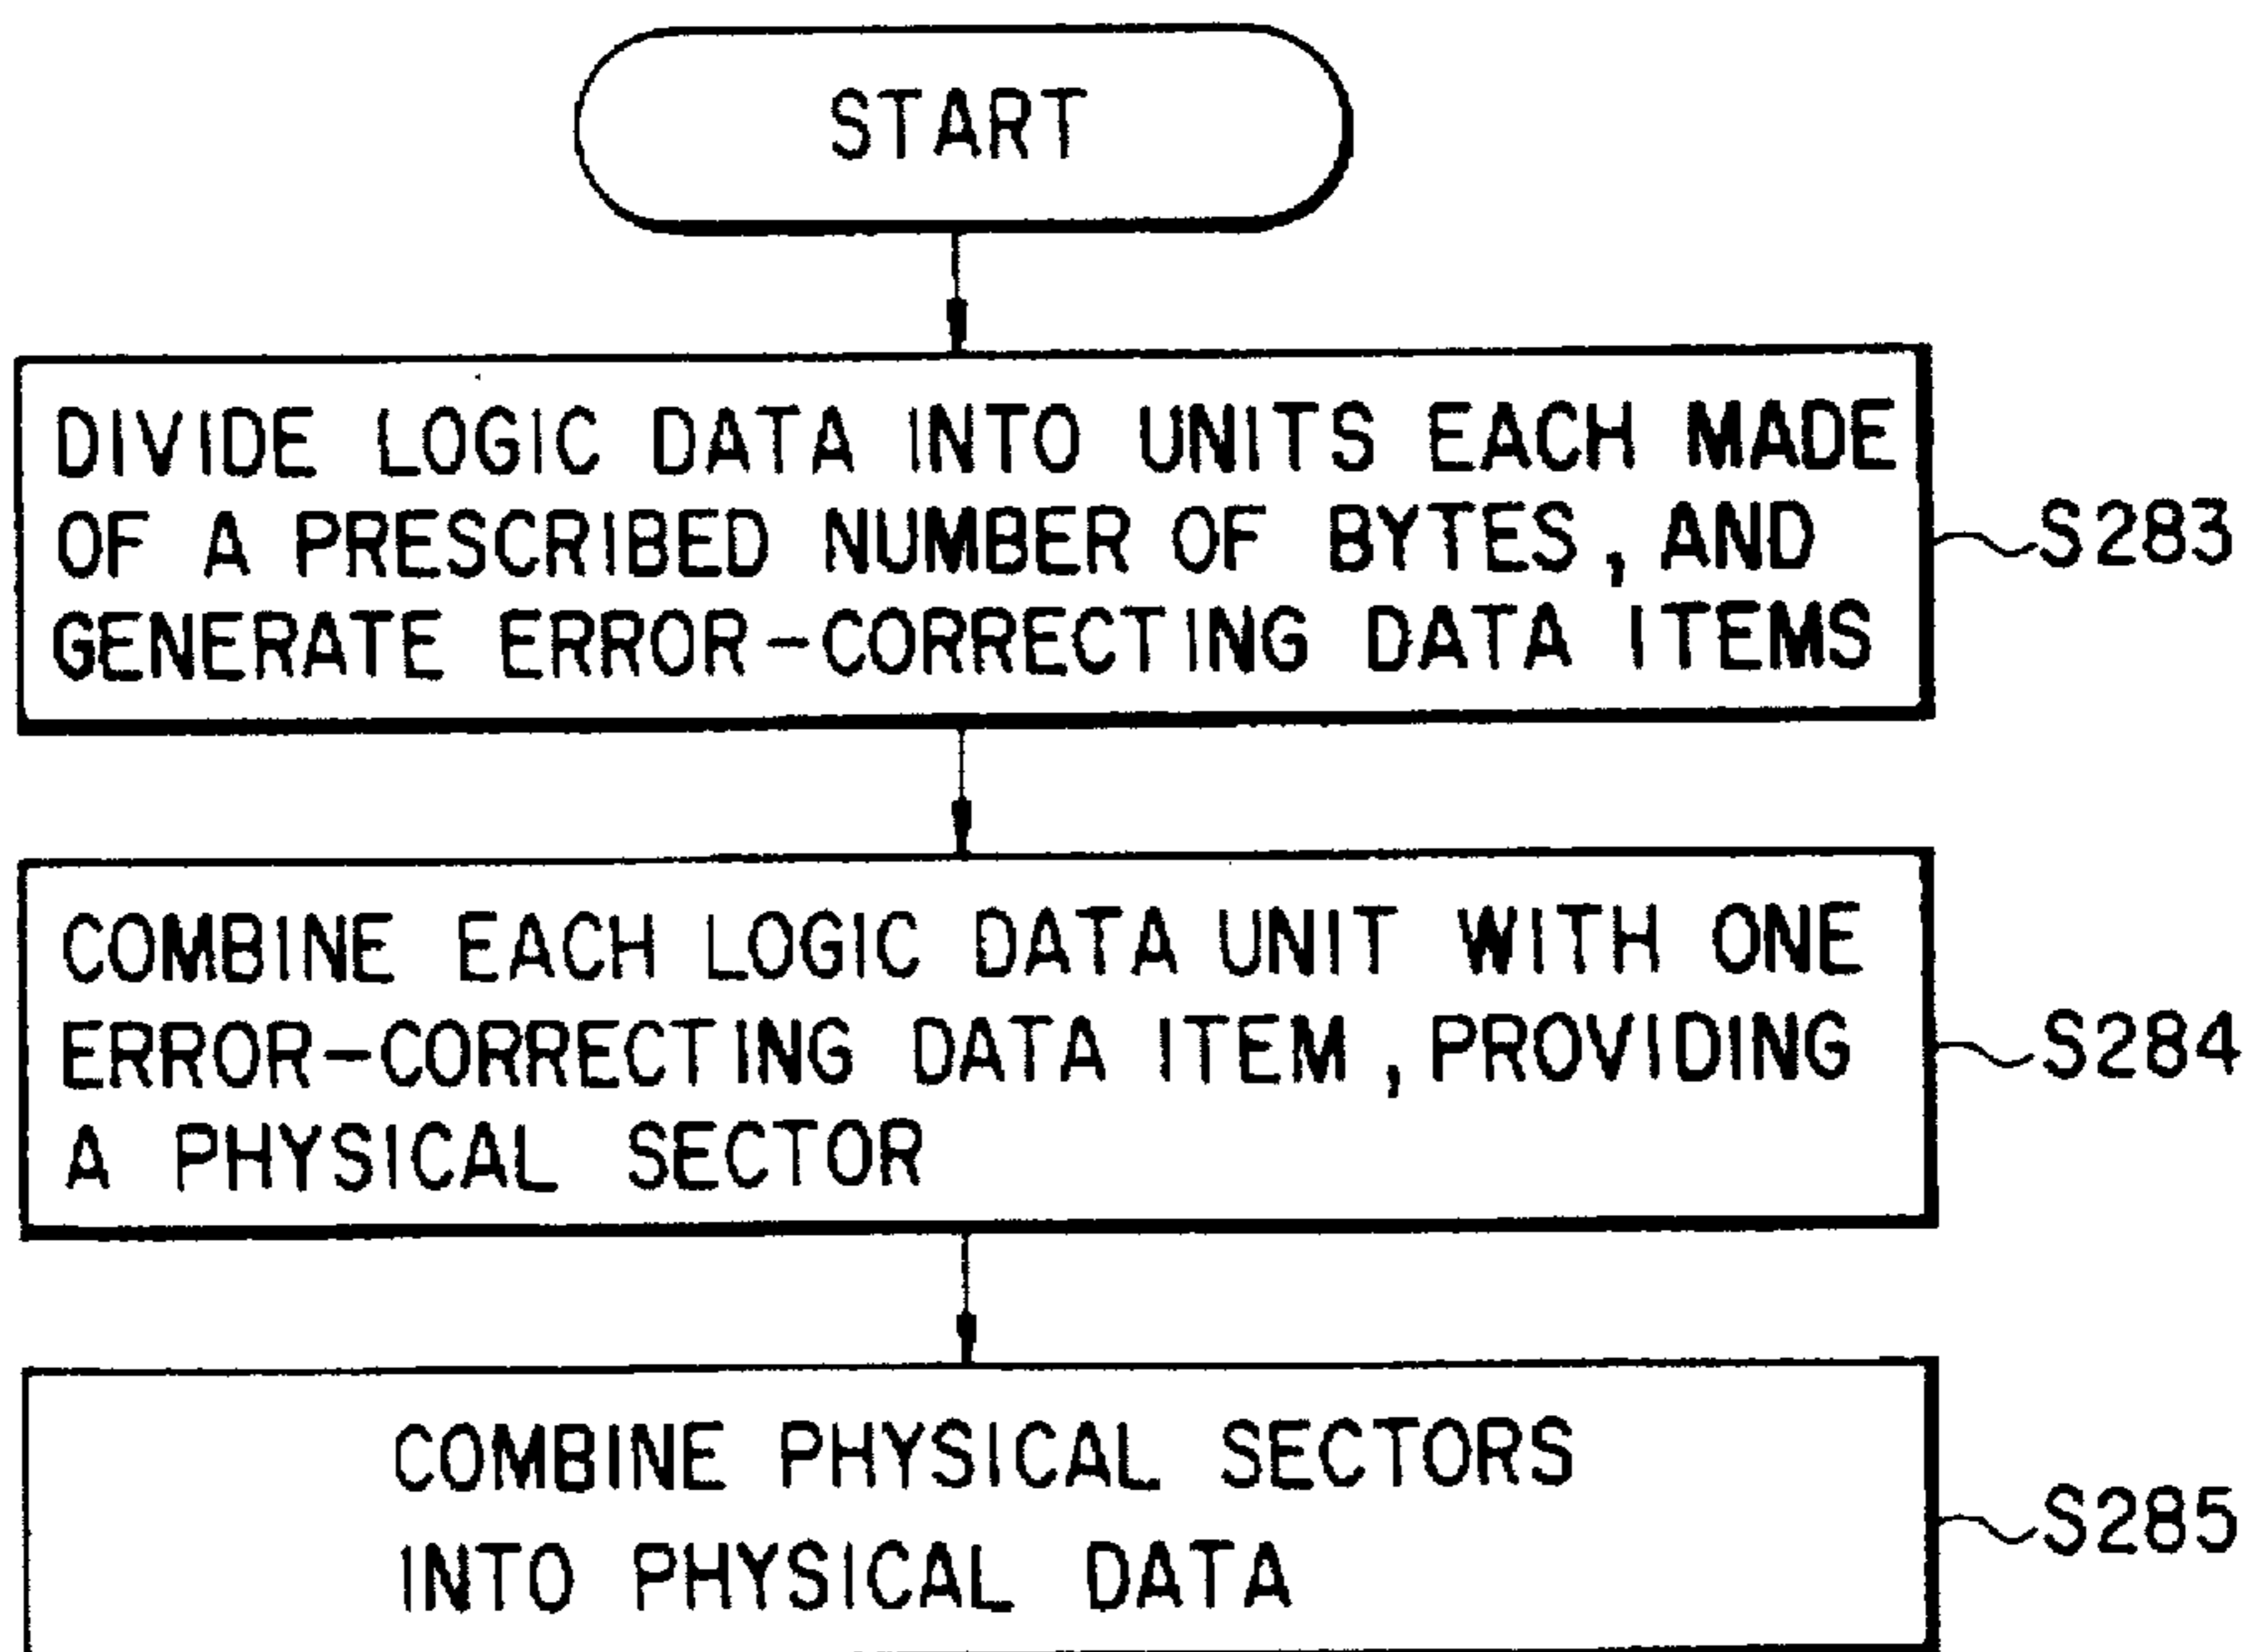 START
DIVIDE LOGIC DATA INTO UNITS EACH MADE
OF A PRESCRIBED NUMBER OF BYTES, AND
GENERATE ERROR-CORRECTING DATA ITEMS
S283
COMBINE EACH LOGIC DATA UNIT WITH ONE
ERROR-CORRECTING DATA ITEM, PROVIDING
A PHYSICAL SECTOR
S284
COMBINE PHYSICAL SECTORS
INTO PHYSICAL DATA
S285